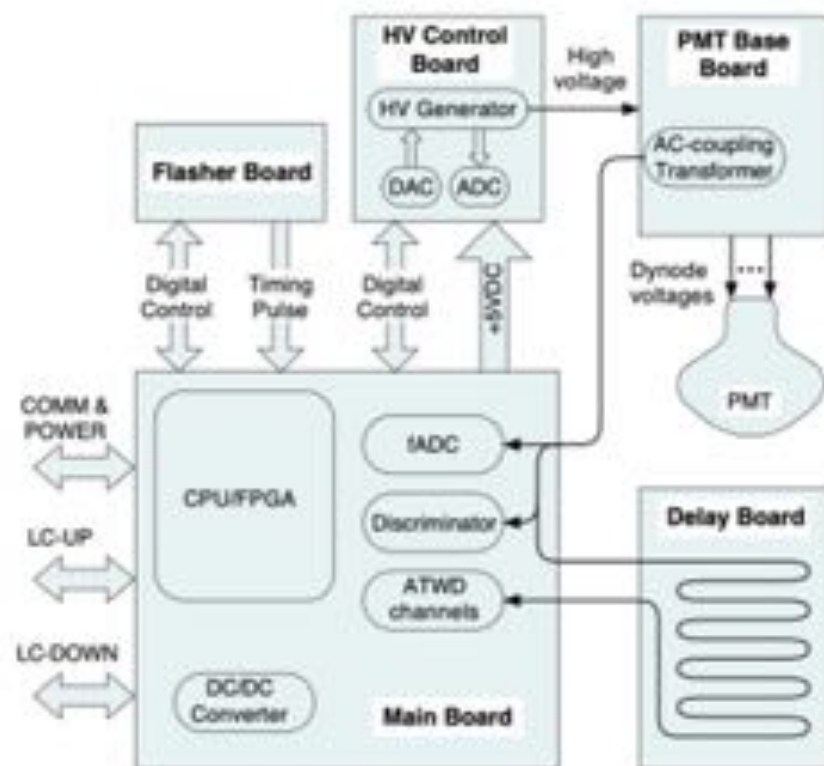 HV Control
Board
HV Generator
DAC
ADC
High
voltage
PMT Base
Board
AC-coupling
Transformer
Flasher Board
Digital
Control
Timing
Pulse
Digital
Control
+5VDC
Dynode
voltages
...
PMT
COMM &
POWER
LC-UP
LC-DOWN
CPU/FPGA
fADC
Discriminator
ATWD
channels
DC/DC
Converter
Main Board
Delay Board